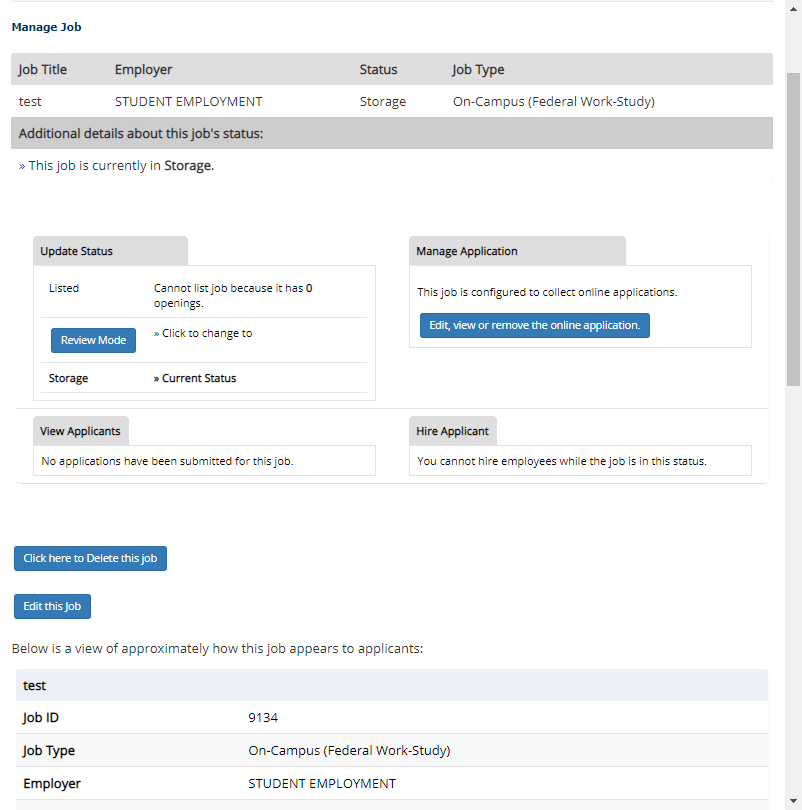 Manage Job
Job Title Employer Status Job Type
test STUDENT EMPLOYMENT Storage On-Campus (Federal Work-Study)
Additional details about this job's status:
» This job is currently in Storage.
Update Status
Listed Cannot list job because it has 0
openings.
Review Mode » Click to change to
Storage » Current Status
Manage Application
This job is configured to collect online applications.
Edit, view or remove the online application.
View Applicants
No applications have been submitted for this job.
Hire Applicant
You cannot hire employees while the job is in this status.
Click here to Delete this job
Edit this Job
Below is a view of approximately how this job appears to applicants:
test
Job ID 9134
Job Type On-Campus (Federal Work-Study)
Employer STUDENT EMPLOYMENT